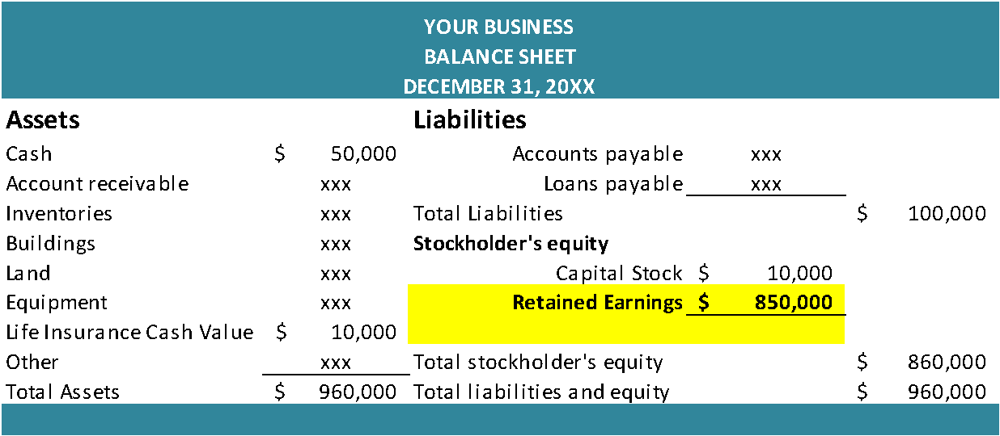 YOUR BUSINESS
BALANCE SHEET
DECEMBER 31, 20XX
Assets Liabilities
Cash $ 50,000 Accounts payable xxx
Account receivable xxx Loans payable xxx
Inventories xxx Total Liabilities $ 100,000
Buildings xxx Stockholder's equity
Land xxx Capital Stock $ 10,000
Equipment xxx Retained Earnings $ 850,000
Life Insurance Cash Value $ 10,000
Other xxx Total stockholder's equity $ 860,000
Total Assets $ 960,000 Total liabilities and equity $ 960,000